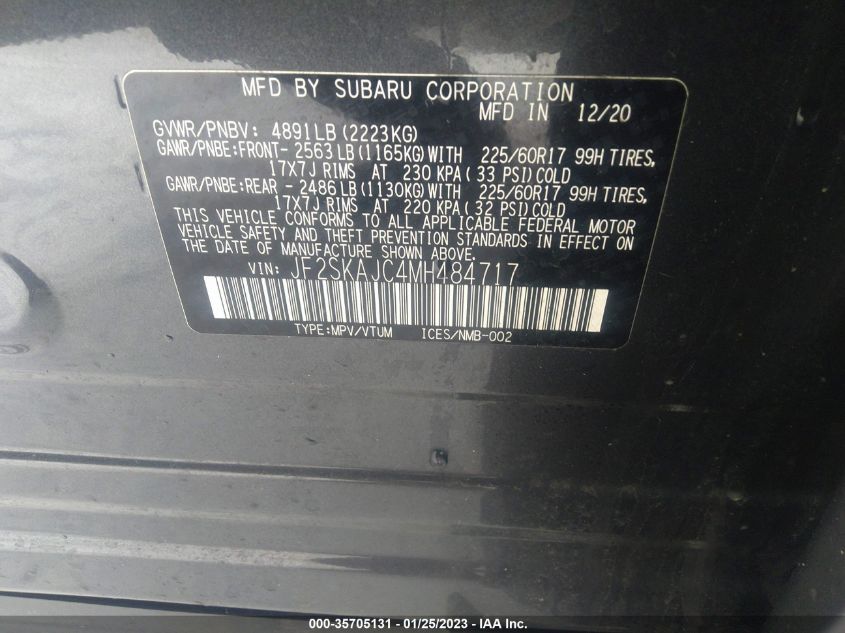 MFD BY SUBARU CORPORATION
MFD IN 12/20
GVWR/PNBV: 4891LB (2223KG)
GAWR/PNBE:FRONT- 2563 LB (1165KG) WITH 225/60R17 99H TIRES,
17X7J RIMS AT 230 KPA ( 33 PSI) COLD
GAWR/PNBE:REAR - 2486 LB (1130KG) WITH 225/60R17 99H TIRES,
17X7J RIMS AT 220 KPA ( 32 PSI) COLD
THIS VEHICLE CONFORMS TO ALL APPLICABLE FEDERAL MOTOR
VEHICLE SAFETY AND THEFT PREVENTION STANDARDS IN EFFECT ON
THE DATE OF MANUFACTURE SHOWN ABOVE.
VIN: JF2SKAJC4MH484717
TYPE:MPV/VTUM ICES/NMB-002
000-35705131 - 01/25/2023 - © IAA Inc.